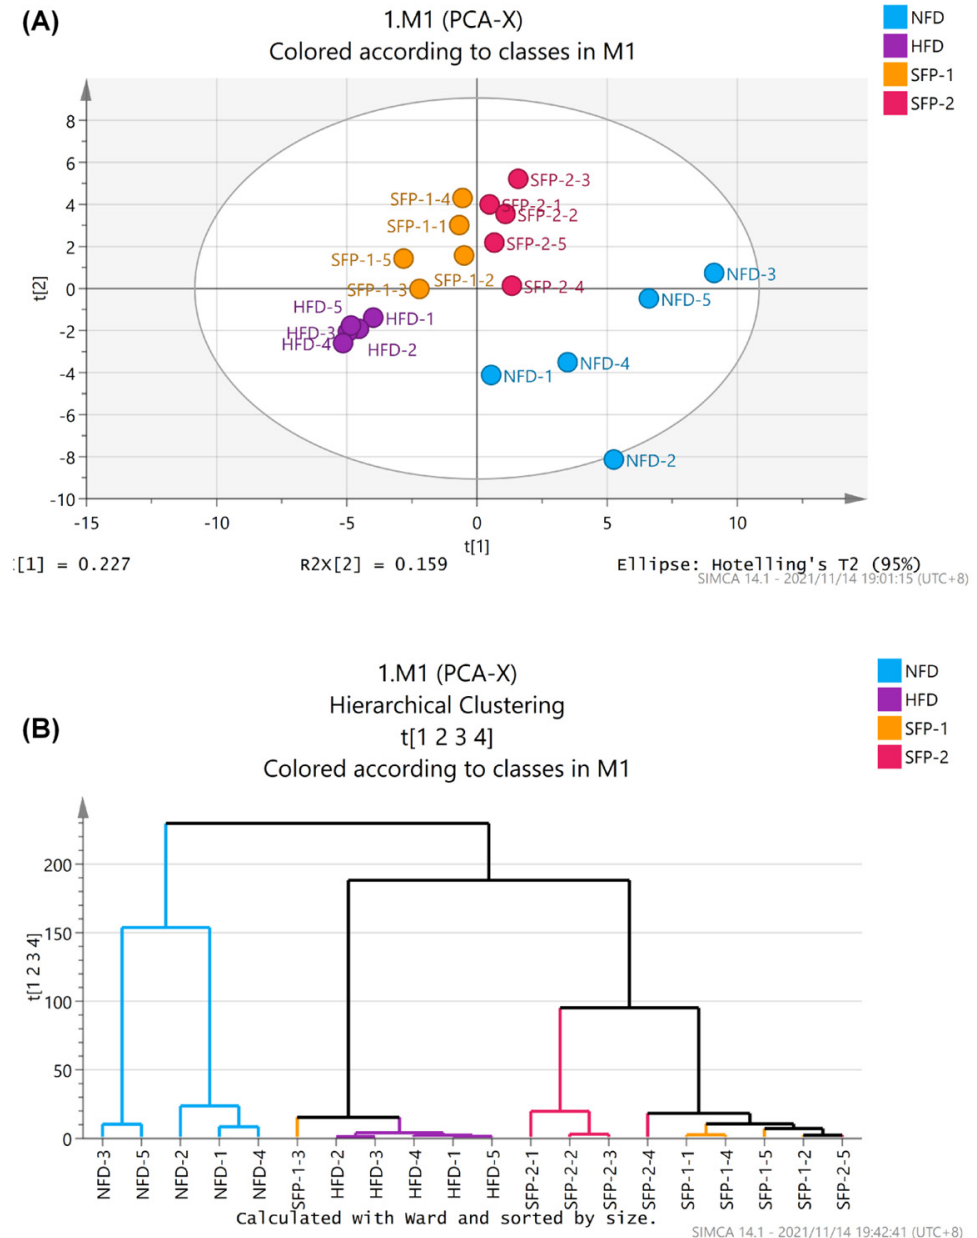 (A)
1.M1 (PCA-X)
Colored according to classes in M1
NFD
HFD
SFP-1
SFP-2
8
6
4
2
0
-2
-4
-6
-8
-10
t[2]
SFP-2-3
SFP-1-4
SFP-2-1
SFP-2-2
SFP-1-1
SFP-2-5
SFP-1-5
SFP-1-2
SFP-2-4
SFP-1-3
NFD-3
NFD-5
HFD-5
HFD-1
HFD-3
HFD-4
HFD-2
NFD-1
NFD-4
NFD-2
-15
-10
-5
0
5
10
t[1]
[1] = 0.227
R2X[2] = 0.159
Ellipse: Hotelling's T2 (95%)
SIMCA 14.1 - 2021/11/14 19:01:15 (UTC+8)
(B)
1.M1 (PCA-X)
Hierarchical Clustering
t[1 2 3 4]
Colored according to classes in M1
NFD
HFD
SFP-1
SFP-2
200
150
100
50
0
t[1 2 3 4]
NFD-3
NFD-5
NFD-2
NFD-1
NFD-4
SFP-1-3
HFD-2
HFD-3
HFD-4
HFD-1
HFD-5
SFP-2-1
SFP-2-2
SFP-2-3
SFP-2-4
SFP-1-1
SFP-1-4
SFP-1-5
SFP-1-2
SFP-2-5
Calculated with Ward and sorted by size.
SIMCA 14.1 - 2021/11/14 19:42:41 (UTC+8)